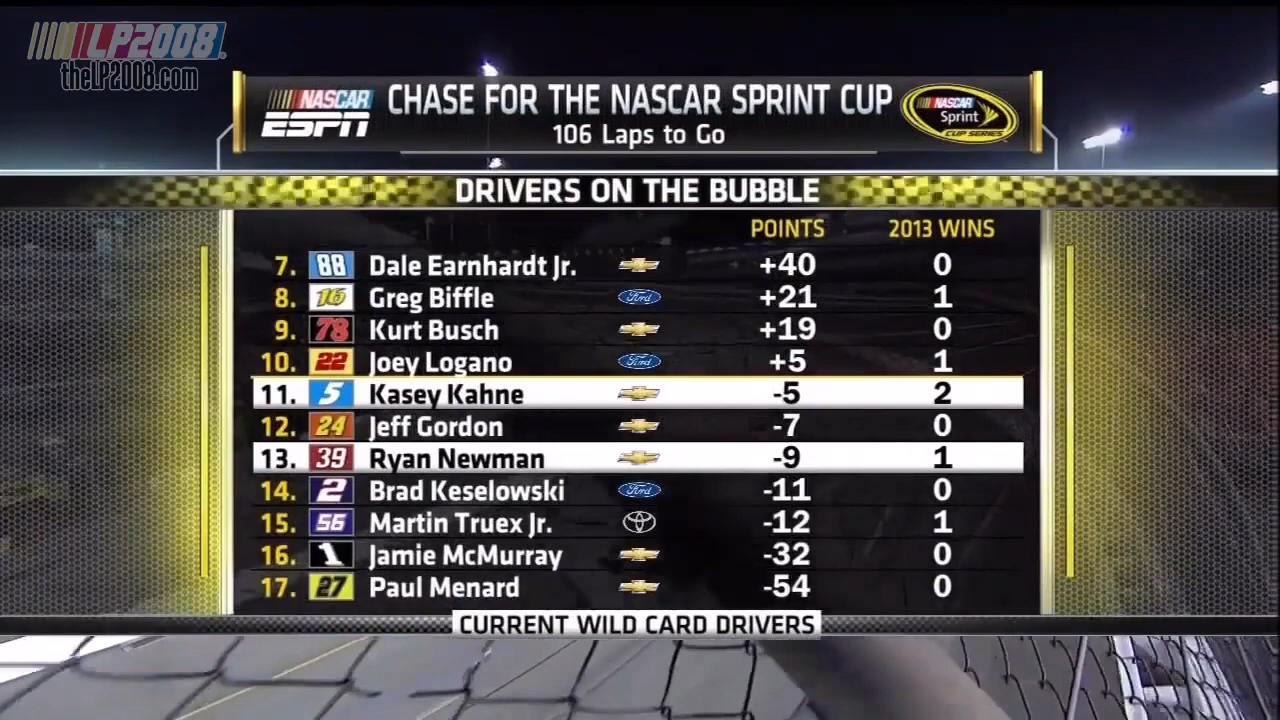 LP2008
theLP2008.com
NASCAR
ESPN
CHASE FOR THE NASCAR SPRINT CUP
106 Laps to Go
NASCAR
Sprint
CUP SERIES
DRIVERS ON THE BUBBLE
POINTS 2013 WINS
7. 88 Dale Earnhardt Jr. +40 0
8. 16 Greg Biffle Ford +21 1
9. 78 Kurt Busch +19 0
10. 22 Joey Logano Ford +5 1
11. 5 Kasey Kahne -5 2
12. 24 Jeff Gordon -7 0
13. 39 Ryan Newman -9 1
14. 2 Brad Keselowski Ford -11 0
15. 56 Martin Truex Jr. -12 1
16. 1 Jamie McMurray -32 0
17. 27 Paul Menard -54 0
CURRENT WILD CARD DRIVERS